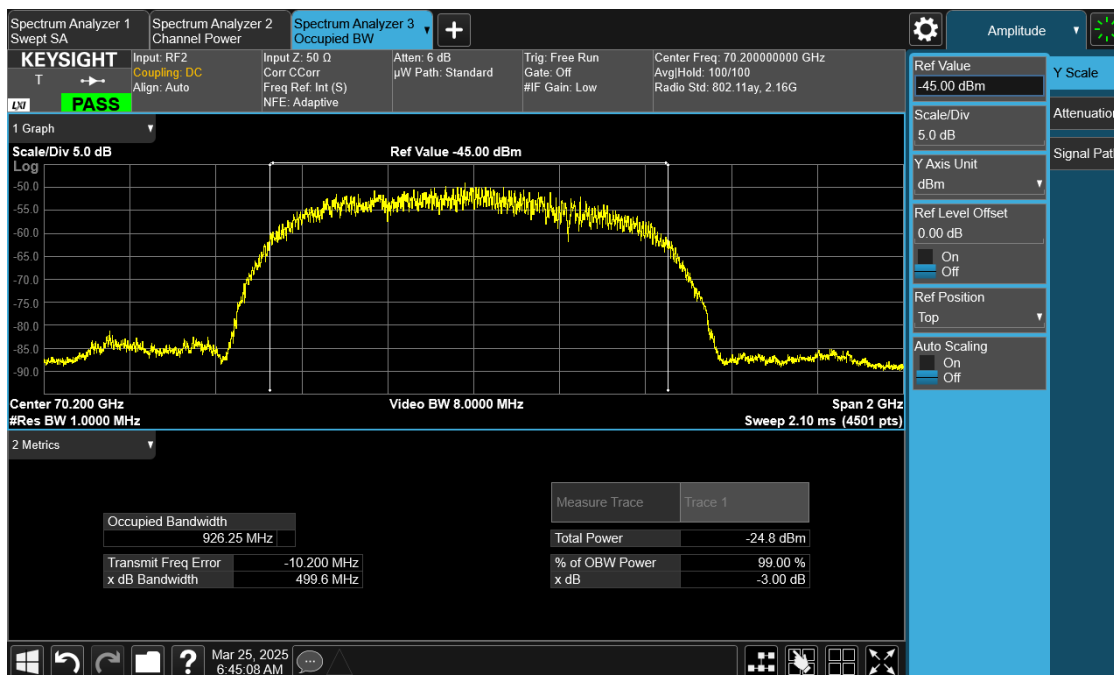 Spectrum Analyzer 1
Swept SA
Spectrum Analyzer 2
Channel Power
Spectrum Analyzer 3
Occupied BW
Amplitude
KEYSIGHT
T
LXI
PASS
Input: RF2
Coupling: DC
Align: Auto
Input Z: 50 Ω
Corr CCorr
Freq Ref: Int (S)
NFE: Adaptive
Atten: 6 dB
µW Path: Standard
Trig: Free Run
Gate: Off
#IF Gain: Low
Center Freq: 70.200000000 GHz
Avg|Hold: 100/100
Radio Std: 802.11ay, 2.16G
1 Graph
Scale/Div 5.0 dB
Ref Value -45.00 dBm
Log
-50.0
-55.0
-60.0
-65.0
-70.0
-75.0
-80.0
-85.0
-90.0
Center 70.200 GHz
Video BW 8.0000 MHz
Span 2 GHz
#Res BW 1.0000 MHz
Sweep 2.10 ms (4501 pts)
2 Metrics
Measure Trace
Trace 1
Occupied Bandwidth
926.25 MHz
Total Power
-24.8 dBm
Transmit Freq Error
-10.200 MHz
% of OBW Power
99.00 %
x dB Bandwidth
499.6 MHz
x dB
-3.00 dB
Ref Value
-45.00 dBm
Scale/Div
5.0 dB
Y Axis Unit
dBm
Ref Level Offset
0.00 dB
On
Off
Ref Position
Top
Auto Scaling
On
Off
Y Scale
Attenuation
Signal Pat
?
Mar 25, 2025
6:45:08 AM